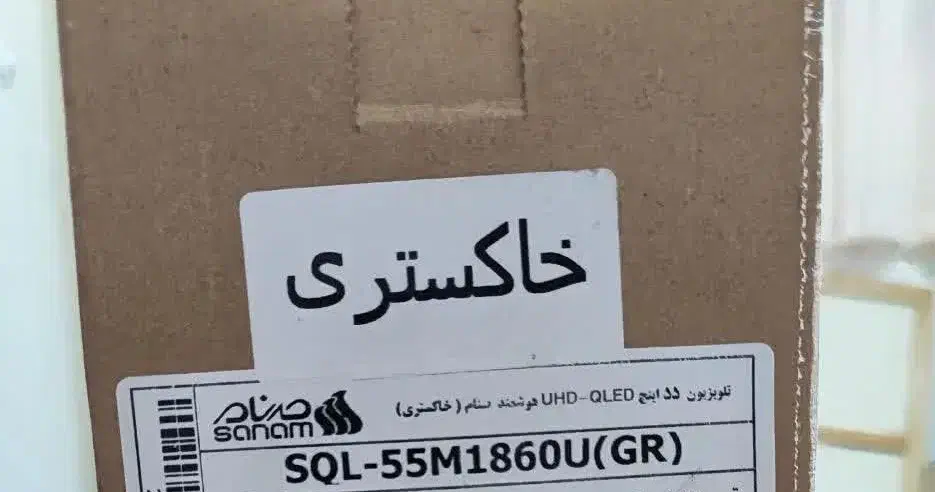 خاکستری
تلویزیون ۵۵ اینچ UHD-QLED هوشمند صنام (خاکستری)
صنام
sanam
SQL-55M1860U(GR)